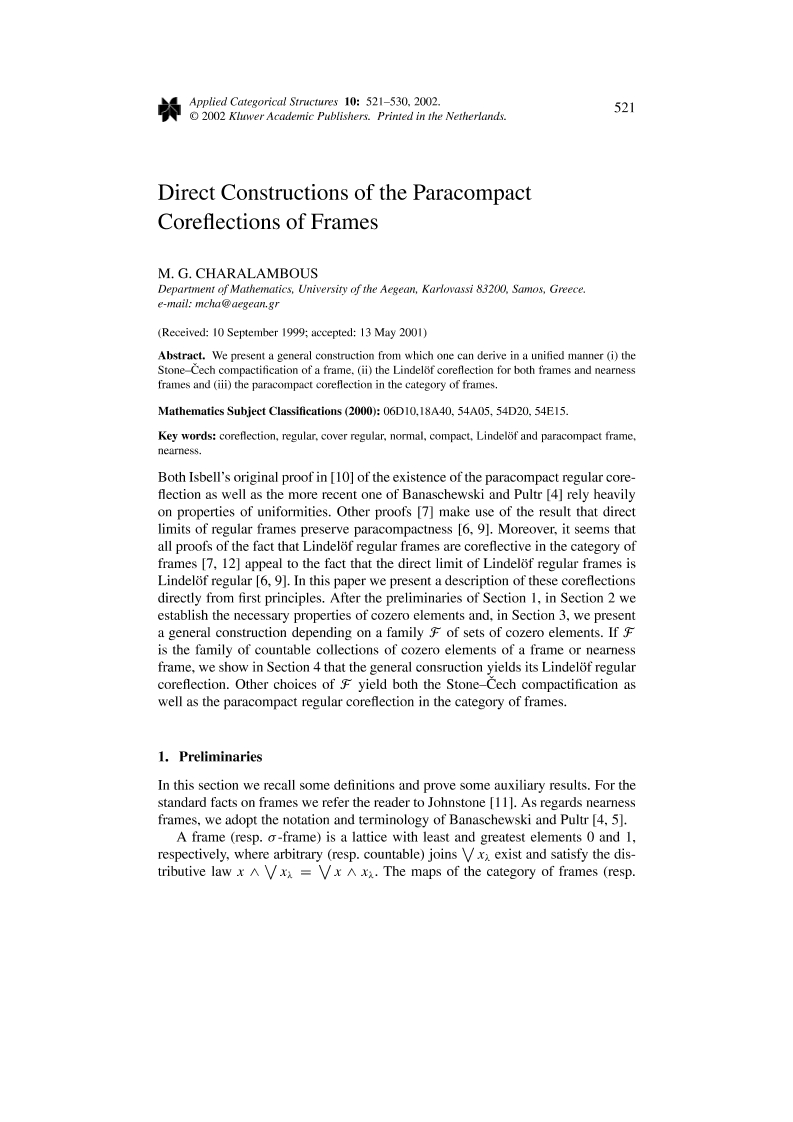 Applied Categorical Structures 10: 521–530, 2002.
© 2002 Kluwer Academic Publishers. Printed in the Netherlands.
521
Direct Constructions of the Paracompact
Coreflections of Frames
M. G. CHARALAMBOUS
Department of Mathematics, University of the Aegean, Karlovassi 83200, Samos, Greece.
e-mail: mcha@aegean.gr
(Received: 10 September 1999; accepted: 13 May 2001)
Abstract. We present a general construction from which one can derive in a unified manner (i) the
Stone–Čech compactification of a frame, (ii) the Lindelöf coreflection for both frames and nearness
frames and (iii) the paracompact coreflection in the category of frames.
Mathematics Subject Classifications (2000): 06D10,18A40, 54A05, 54D20, 54E15.
Key words: coreflection, regular, cover regular, normal, compact, Lindelöf and paracompact frame,
nearness.
Both Isbell's original proof in [10] of the existence of the paracompact regular core-
flection as well as the more recent one of Banaschewski and Pultr [4] rely heavily
on properties of uniformities. Other proofs [7] make use of the result that direct
limits of regular frames preserve paracompactness [6, 9]. Moreover, it seems that
all proofs of the fact that Lindelöf regular frames are coreflective in the category of
frames [7, 12] appeal to the fact that the direct limit of Lindelöf regular frames is
Lindelöf regular [6, 9]. In this paper we present a description of these coreflections
directly from first principles. After the preliminaries of Section 1, in Section 2 we
establish the necessary properties of cozero elements and, in Section 3, we present
a general construction depending on a family ℱ of sets of cozero elements. If ℱ
is the family of countable collections of cozero elements of a frame or nearness
frame, we show in Section 4 that the general consruction yields its Lindelöf regular
coreflection. Other choices of ℱ yield both the Stone–Čech compactification as
well as the paracompact regular coreflection in the category of frames.
1. Preliminaries
In this section we recall some definitions and prove some auxiliary results. For the
standard facts on frames we refer the reader to Johnstone [11]. As regards nearness
frames, we adopt the notation and terminology of Banaschewski and Pultr [4, 5].
A frame (resp. σ-frame) is a lattice with least and greatest elements 0 and 1,
respectively, where arbitrary (resp. countable) joins ⋁ xλ exist and satisfy the dis-
tributive law x ∧ ⋁ xλ = ⋁ x ∧ xλ. The maps of the category of frames (resp.